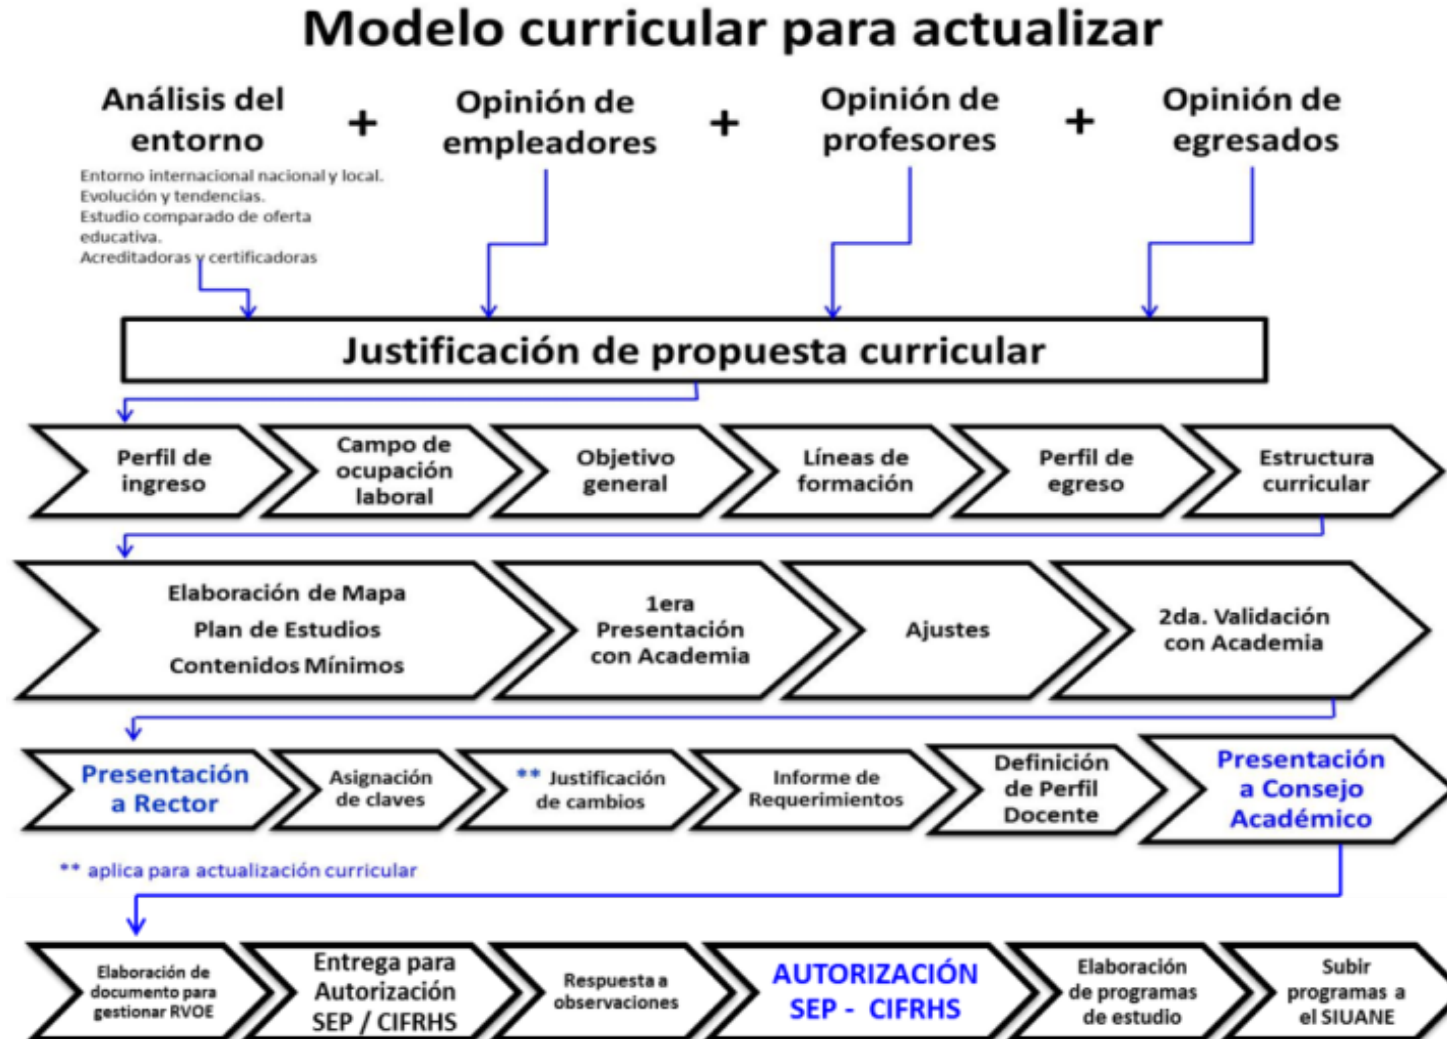 Modelo curricular para actualizar
Análisis del
entorno
+
Opinión de
empleadores
+
Opinión de
profesores
+
Opinión de
egresados
Entorno internacional nacional y local.
Evolución y tendencias.
Estudio comparado de oferta
educativa.
Acreditadoras y certificadoras
Justificación de propuesta curricular
Perfil de
ingreso
Campo de
ocupación
laboral
Objetivo
general
Líneas de
formación
Perfil de
egreso
Estructura
curricular
Elaboración de Mapa
Plan de Estudios
Contenidos Mínimos
1era
Presentación
con Academia
Ajustes
2da. Validación
con Academia
Presentación
a Rector
Asignación
de claves
** Justificación
de cambios
Informe de
Requerimientos
Definición
de Perfil
Docente
Presentación
a Consejo
Académico
** aplica para actualización curricular
Elaboración de
documento para
gestionar RVOE
Entrega para
Autorización
SEP / CIFRHS
Respuesta a
observaciones
AUTORIZACIÓN
SEP - CIFRHS
Elaboración
de programas
de estudio
Subir
programas a
el SIUANE